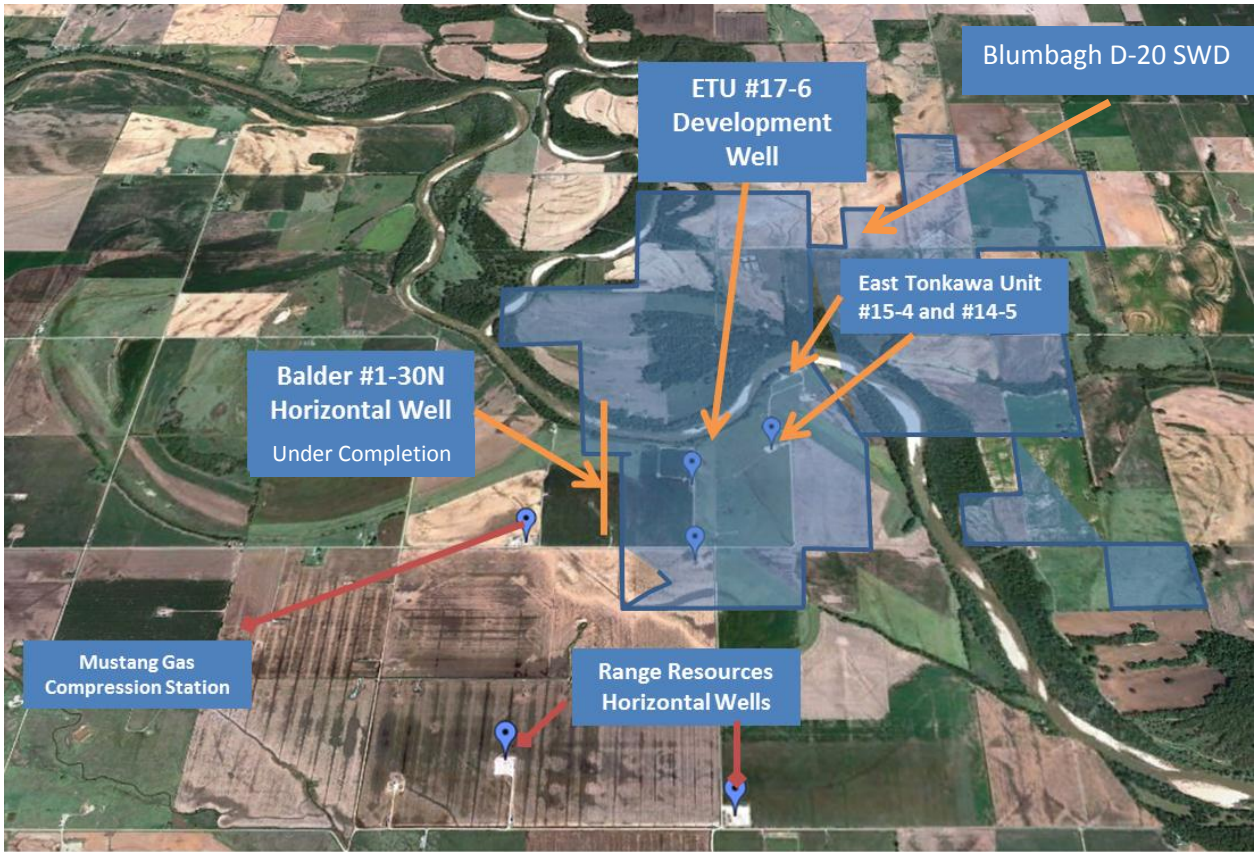 Blumbagh D-20 SWD
ETU #17-6
Development
Well
East Tonkawa Unit
#15-4 and #14-5
Balder #1-30N
Horizontal Well
Under Completion
Mustang Gas
Compression Station
Range Resources
Horizontal Wells